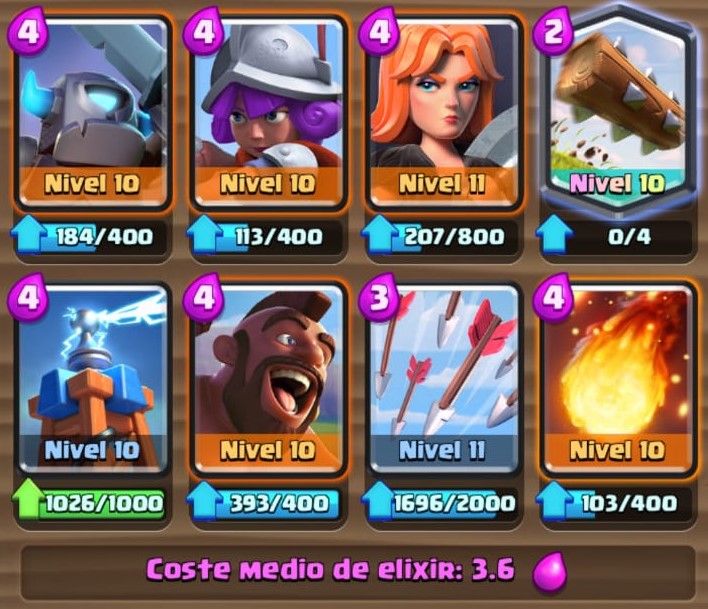 4 4 4 2
Nivel 10 Nivel 10 Nivel 11 Nivel 10
184/400 113/400 207/800 0/4
4 4 3 4
Nivel 10 Nivel 10 Nivel 11 Nivel 10
1026/1000 393/400 1696/2000 103/400
Coste medio de elixir: 3.6